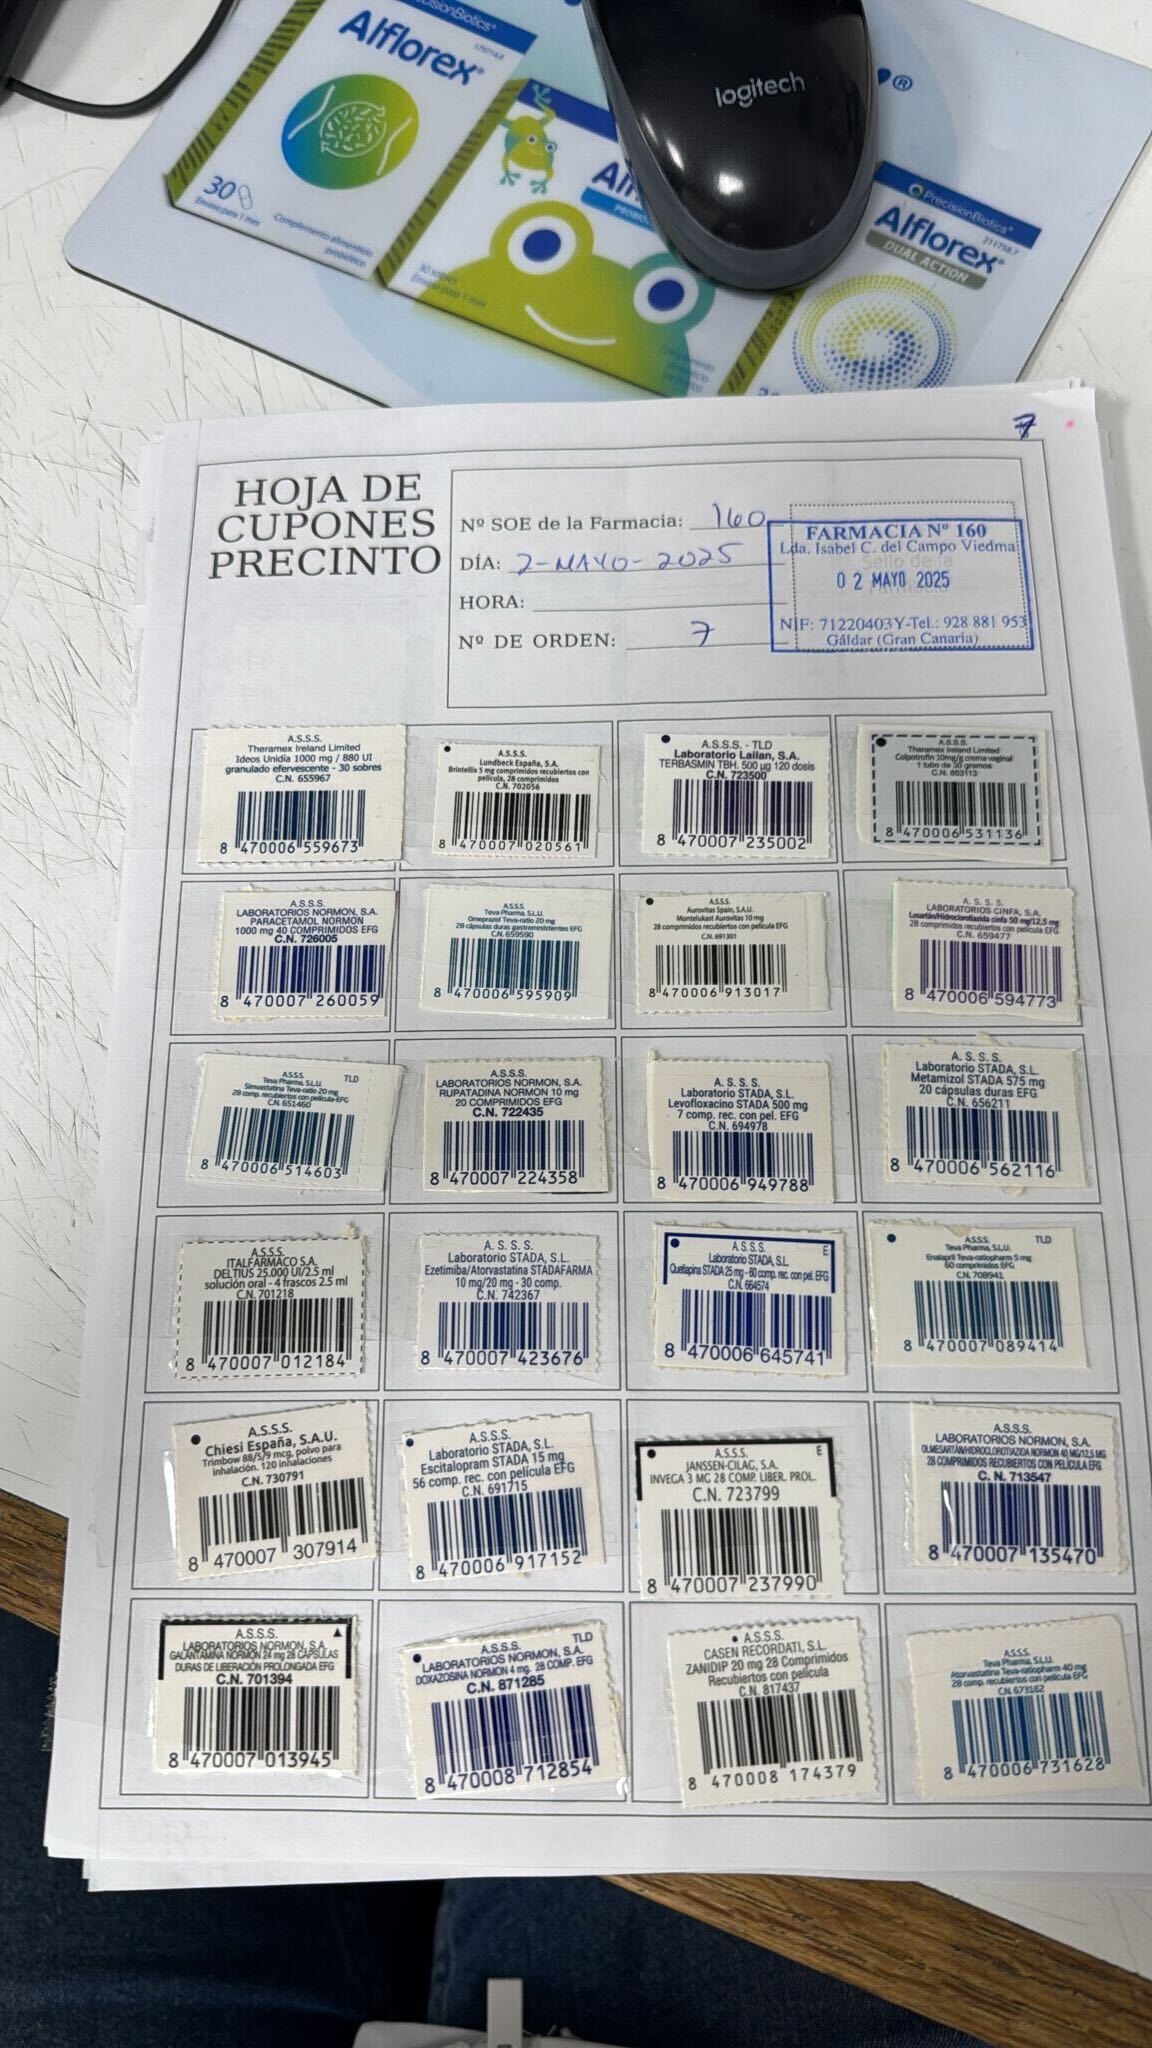 PrecisionBiotics®
Alflorex®
30
Envase para 1 mes
Complemento alimenticio
probiótico
30 sobres
Envase para 1 mes
logitech
®
PrecisionBiotics®
Alflorex®
DUAL ACTION
7
HOJA DE
CUPONES
PRECINTO
Nº SOE de la Farmacia: 160
DÍA: 2-MAYO-2025
HORA:
Nº DE ORDEN: 7
Sello de la
Farmacia
FARMACIA Nº 160
Lda. Isabel C. del Campo Viedma
02 MAYO 2025
NIF: 71220403Y-Tel.: 928 881 953
Gáldar (Gran Canaria)
A.S.S.S.
Theramex Ireland Limited
Ideos Unidía 1000 mg / 880 UI
granulado efervescente - 30 sobres
C.N. 655967
8 470006 559673
A.S.S.S.
Lundbeck España, S.A.
Brintellix 5 mg comprimidos recubiertos con
película, 28 comprimidos
C.N. 702056
8 470007 020561
A.S.S.S. - TLD
Laboratorio Lailan, S.A.
TERBASMIN TBH. 500 µg 120 dosis
C.N. 723500
8 470007 235002
A.S.S.S.
Theramex Ireland Limited
Colpotrofin 10mg/g crema vaginal
1 tubo de 30 gramos
C.N. 653113
8 470006 531136
A.S.S.S.
LABORATORIOS NORMON, S.A.
PARACETAMOL NORMON
1000 mg 40 COMPRIMIDOS EFG
C.N. 726005
8 470007 260059
A.S.S.S.
Teva Pharma, S.L.U.
Omeprazol Teva-ratio 20 mg
28 cápsulas duras gastrorresistentes EFG
C.N. 659590
8 470006 595909
A.S.S.S.
Aurovitas Spain, S.A.U.
Montelukast Aurovitas 10 mg
28 comprimidos recubiertos con película EFG
C.N. 691301
8 470006 913017
A. S. S. S.
LABORATORIOS CINFA, S.A.
Losartán/Hidroclorotiazida cinfa 50 mg/12,5 mg
28 comprimidos recubiertos con película EFG
C.N. 659477
8 470006 594773
A.S.S.S. TLD
Teva Pharma, S.L.U.
Simvastatina Teva-ratio 20 mg
28 comp. recubiertos con película-EFG
C.N. 651460
8 470006 514603
A.S.S.S.
LABORATORIOS NORMON, S.A.
RUPATADINA NORMON 10 mg
20 COMPRIMIDOS EFG
C.N. 722435
8 470007 224358
A. S. S. S.
Laboratorio STADA, S.L.
Levofloxacino STADA 500 mg
7 comp. rec. con pel. EFG
C.N. 694978
8 470006 949788
A. S. S. S.
Laboratorio STADA, S.L.
Metamizol STADA 575 mg
20 cápsulas duras EFG
C.N. 656211
8 470006 562116
A.S.S.S.
ITALFARMACO S.A.
DELTIUS 25.000 UI/2.5 ml
solución oral - 4 frascos 2.5 ml
C.N. 701218
8 470007 012184
A. S. S. S.
Laboratorio STADA, S.L.
Ezetimiba/Atorvastatina STADAFARMA
10 mg/20 mg - 30 comp.
C.N. 742367
8 470007 423676
A. S. S. S. E
Laboratorio STADA, S.L.
Quetiapina STADA 25 mg - 60 comp. rec. con pel. EFG
C.N. 664574
8 470006 645741
A.S.S.S. TLD
Teva Pharma, S.L.U.
Enalapril Teva-ratiopharm 5 mg
60 comprimidos EFG
C.N. 708941
8 470007 089414
A.S.S.S.
Chiesi España, S.A.U.
Trimbow 88/5/9 mcg, polvo para
inhalación. 120 inhalaciones
C.N. 730791
8 470007 307914
A.S.S.S.
Laboratorio STADA, S.L.
Escitalopram STADA 15 mg
56 comp. rec. con película EFG
C.N. 691715
8 470006 917152
A.S.S.S. E
JANSSEN-CILAG, S.A.
INVEGA 3 MG 28 COMP. LIBER. PROL.
C.N. 723799
8 470007 237990
A.S.S.S.
LABORATORIOS NORMON, S.A.
OLMESARTÁN/HIDROCLOROTIAZIDA NORMON 40 MG/12,5 MG
28 COMPRIMIDOS RECUBIERTOS CON PELÍCULA EFG
C. N. 713547
8 470007 135470
A.S.S.S.
LABORATORIOS NORMON, S.A.
GALANTAMINA NORMON 24 mg 28 CÁPSULAS
DURAS DE LIBERACIÓN PROLONGADA EFG
C.N. 701394
8 470007 013945
A.S.S.S. TLD
LABORATORIOS NORMON, S.A.
DOXAZOSINA NORMON 4 mg. 28 COMP. EFG
C.N. 871285
8 470008 712854
A.S.S.S.
CASEN RECORDATI, S.L.
ZANIDIP 20 mg 28 Comprimidos
Recubiertos con película
C.N. 817437
8 470008 174379
A.S.S.S.
Teva Pharma, S.L.U.
Atorvastatina Teva-ratiopharm 40 mg
28 comp. recubiertos con película EFG
C.N. 673162
8 470006 731628